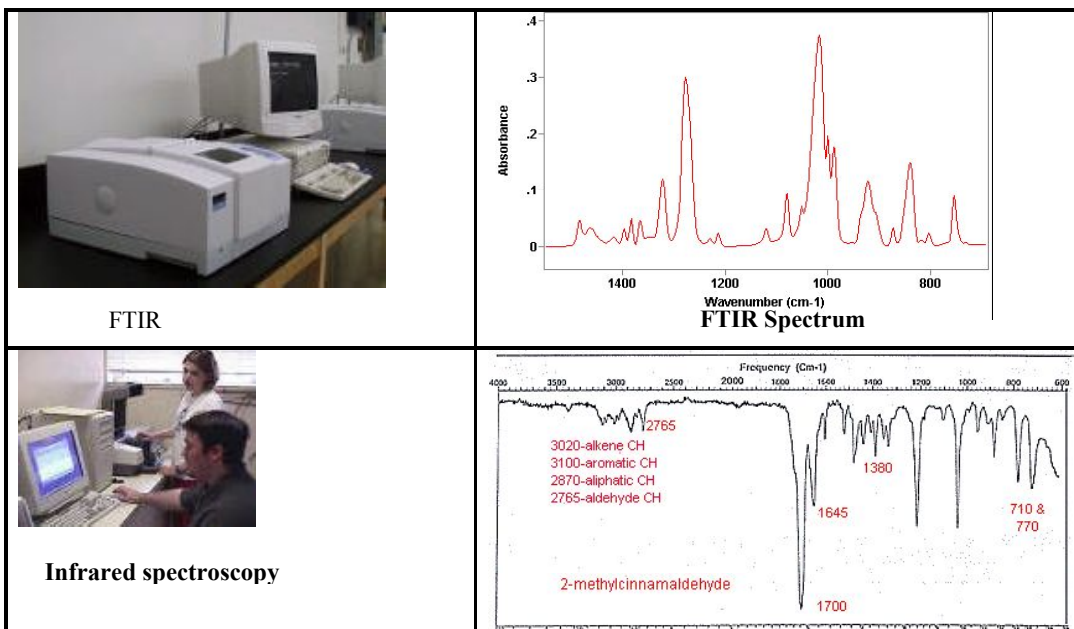 FTIR
.4
.3
.2
.1
0
Absorbance
1400 1200 1000 800
Wavenumber (cm-1)
FTIR Spectrum
Infrared spectroscopy
Frequency (Cm-1)
4000 3500 3000 2500 2000 1000 1400 1200 800 600
2765
3020-alkene CH
3100-aromatic CH
2870-aliphatic CH
2765-aldehyde CH
1380
1645
710 &
770
2-methylcinnamaldehyde
1700